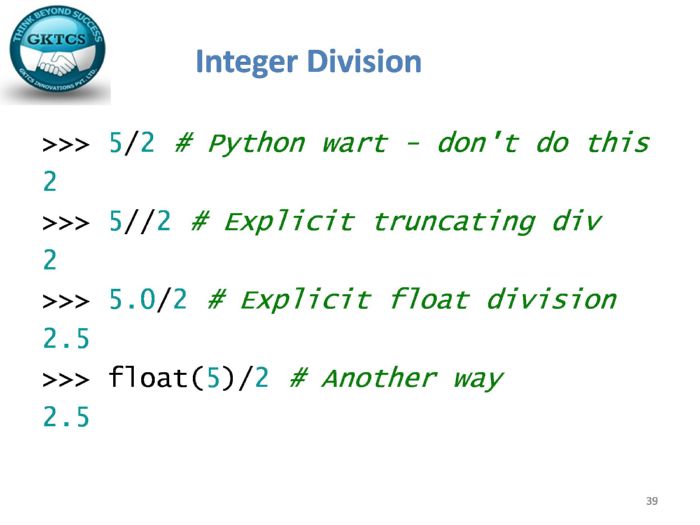 THINK BEYOND SUCCESS
GKTCS
GKTCS INNOVATIONS PVT. LTD.
Integer Division
>>> 5/2 # Python wart - don't do this
2
>>> 5//2 # Explicit truncating div
2
>>> 5.0/2 # Explicit float division
2.5
>>> float(5)/2 # Another way
2.5
39